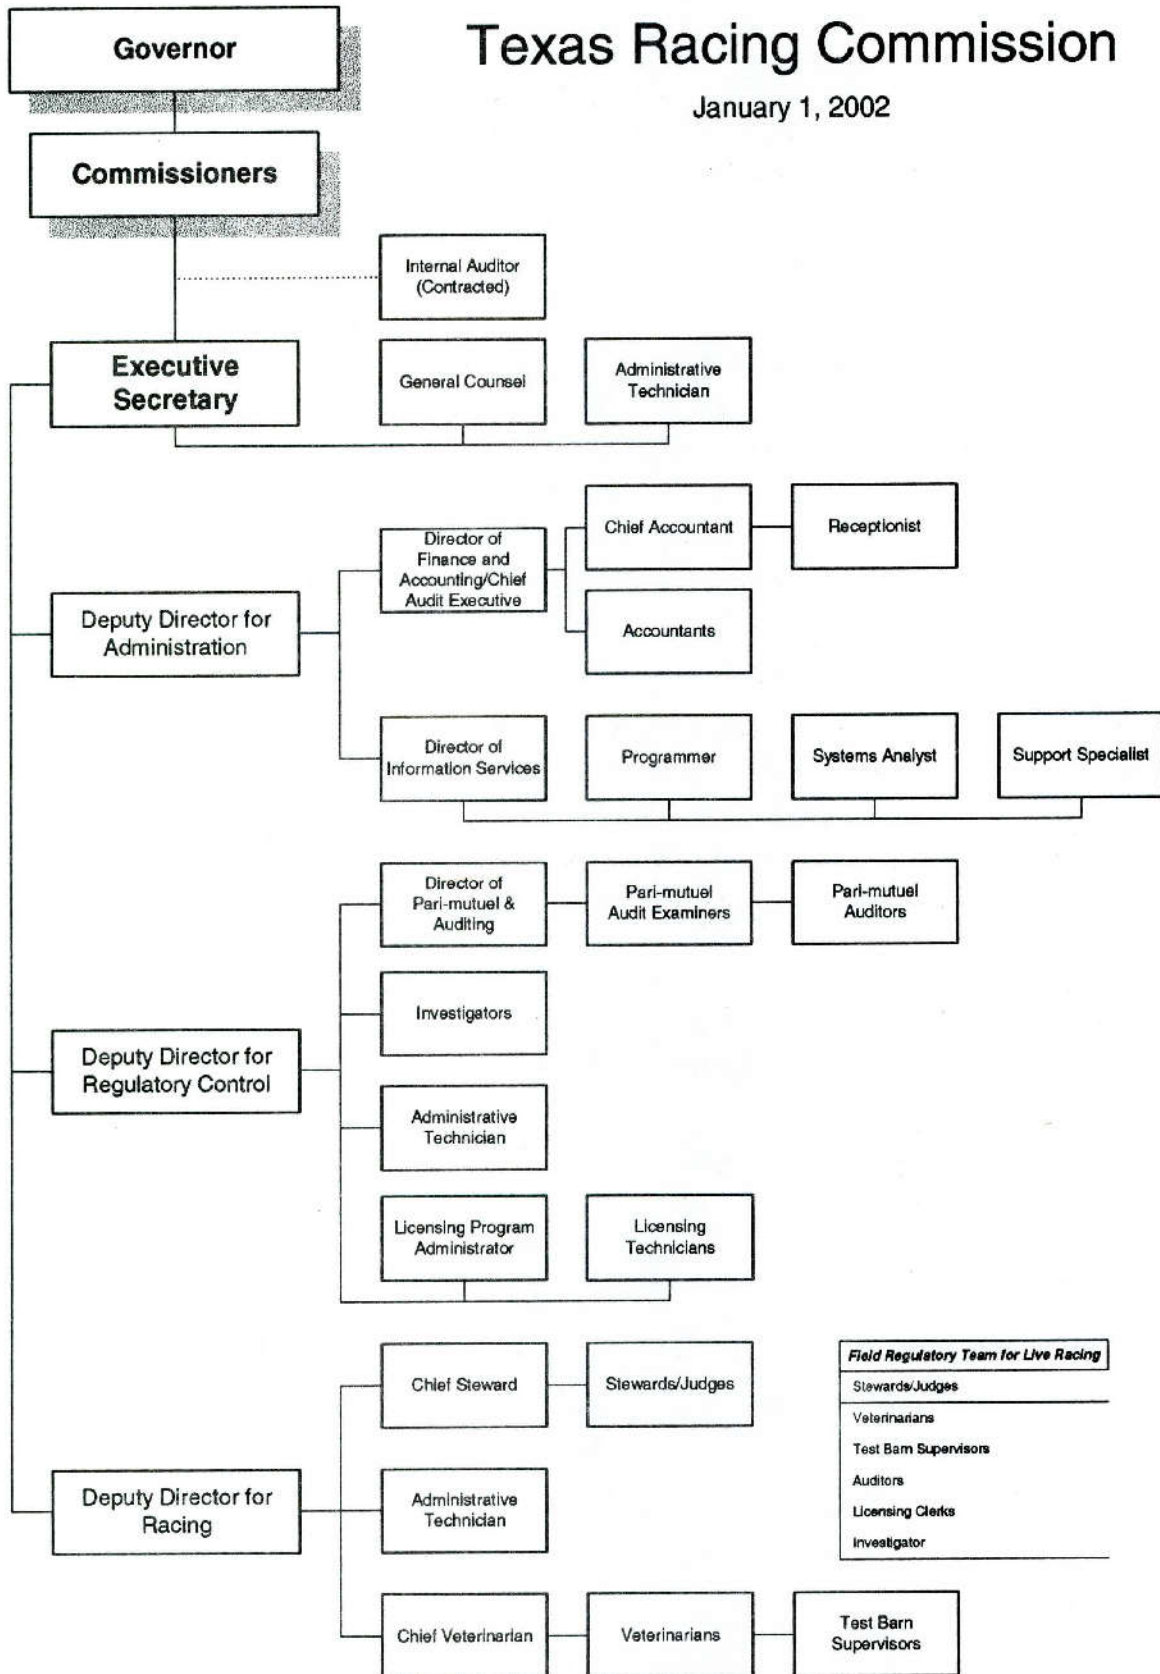 Texas Racing Commission
January 1, 2002
Governor
Commissioners
Internal Auditor
(Contracted)
Executive
Secretary
General Counsel
Administrative
Technician
Deputy Director for
Administration
Director of
Finance and
Accounting/Chief
Audit Executive
Chief Accountant
Receptionist
Accountants
Director of
Information Services
Programmer
Systems Analyst
Support Specialist
Deputy Director for
Regulatory Control
Director of
Pari-mutuel &
Auditing
Pari-mutuel
Audit Examiners
Pari-mutuel
Auditors
Investigators
Administrative
Technician
Licensing Program
Administrator
Licensing
Technicians
Deputy Director for
Racing
Chief Steward
Stewards/Judges
Administrative
Technician
Chief Veterinarian
Veterinarians
Test Barn
Supervisors
Field Regulatory Team for Live Racing
Stewards/Judges
Veterinarians
Test Barn Supervisors
Auditors
Licensing Clerks
Investigator